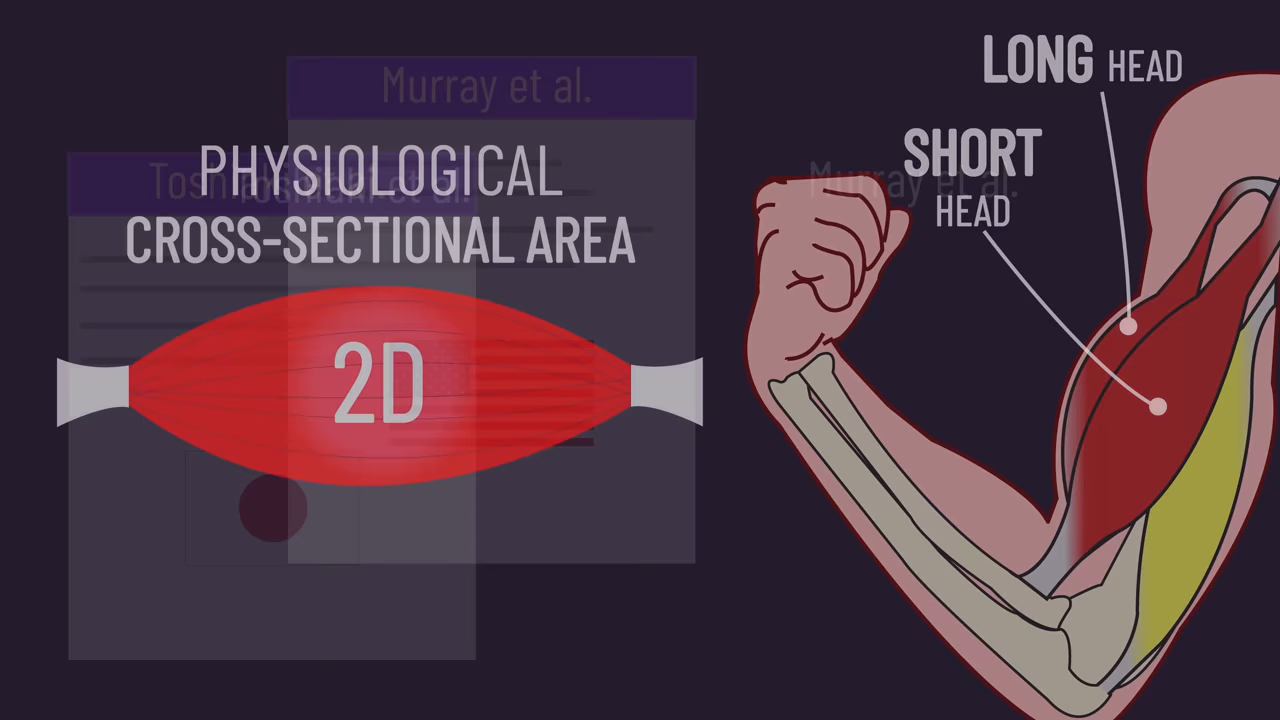 Murray et al.
PHYSIOLOGICAL
CROSS-SECTIONAL AREA
2D
LONG HEAD
SHORT
HEAD
Murray et al.